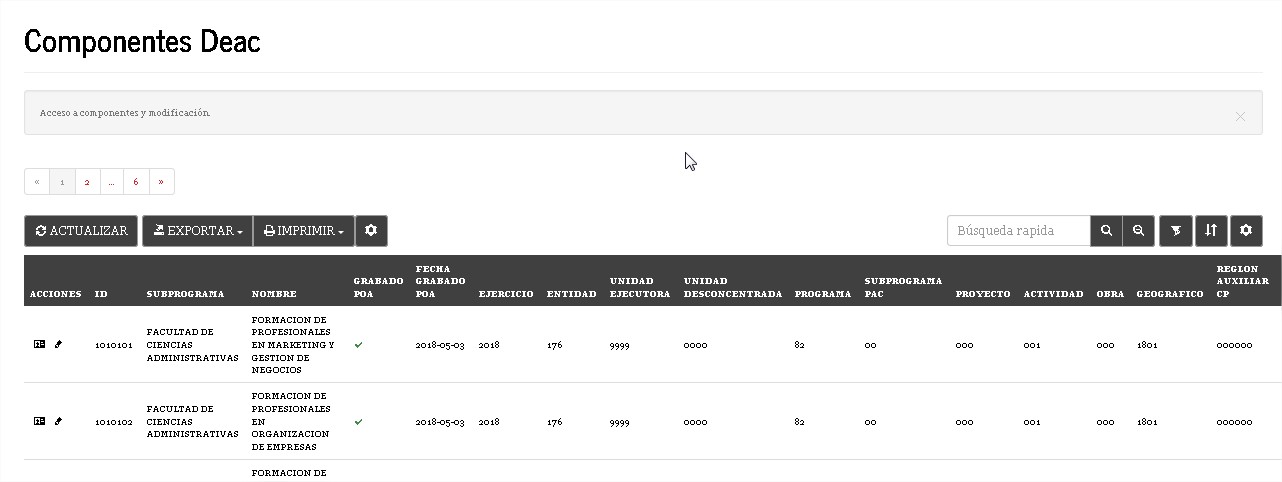 Componentes Deac
Acceso a componentes y modificación.
×
« 1 2 ... 6 »
ACTUALIZAR EXPORTAR IMPRIMIR Búsqueda rapida
FECHA REGLON
GRABADO GRABADO UNIDAD UNIDAD SUBPROGRAMA AUXILIAR
ACCIONES ID SUBPROGRAMA NOMBRE POA POA EJERCICIO ENTIDAD EJECUTORA DESCONCENTRADA PROGRAMA PAC PROYECTO ACTIVIDAD OBRA GEOGRAFICO CP
FORMACION DE
FACULTAD DE PROFESIONALES
1010101 CIENCIAS EN MARKETING Y 2018-05-03 2018 176 9999 0000 82 00 000 001 000 1801 000000
ADMINISTRATIVAS GESTION DE
NEGOCIOS
FORMACION DE
FACULTAD DE PROFESIONALES
1010102 CIENCIAS EN 2018-05-03 2018 176 9999 0000 82 00 000 001 000 1801 000000
ADMINISTRATIVAS ORGANIZACION
DE EMPRESAS
FORMACION DE